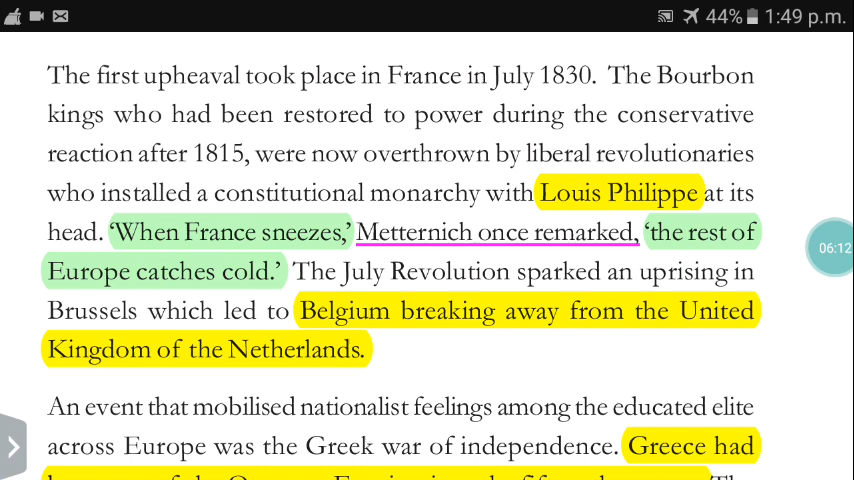 44% 1:49 p.m.
The first upheaval took place in France in July 1830. The Bourbon
kings who had been restored to power during the conservative
reaction after 1815, were now overthrown by liberal revolutionaries
who installed a constitutional monarchy with Louis Philippe at its
head. ‘When France sneezes,’ Metternich once remarked, ‘the rest of
06:12
Europe catches cold.’ The July Revolution sparked an uprising in
Brussels which led to Belgium breaking away from the United
Kingdom of the Netherlands.
An event that mobilised nationalist feelings among the educated elite
across Europe was the Greek war of independence. Greece had